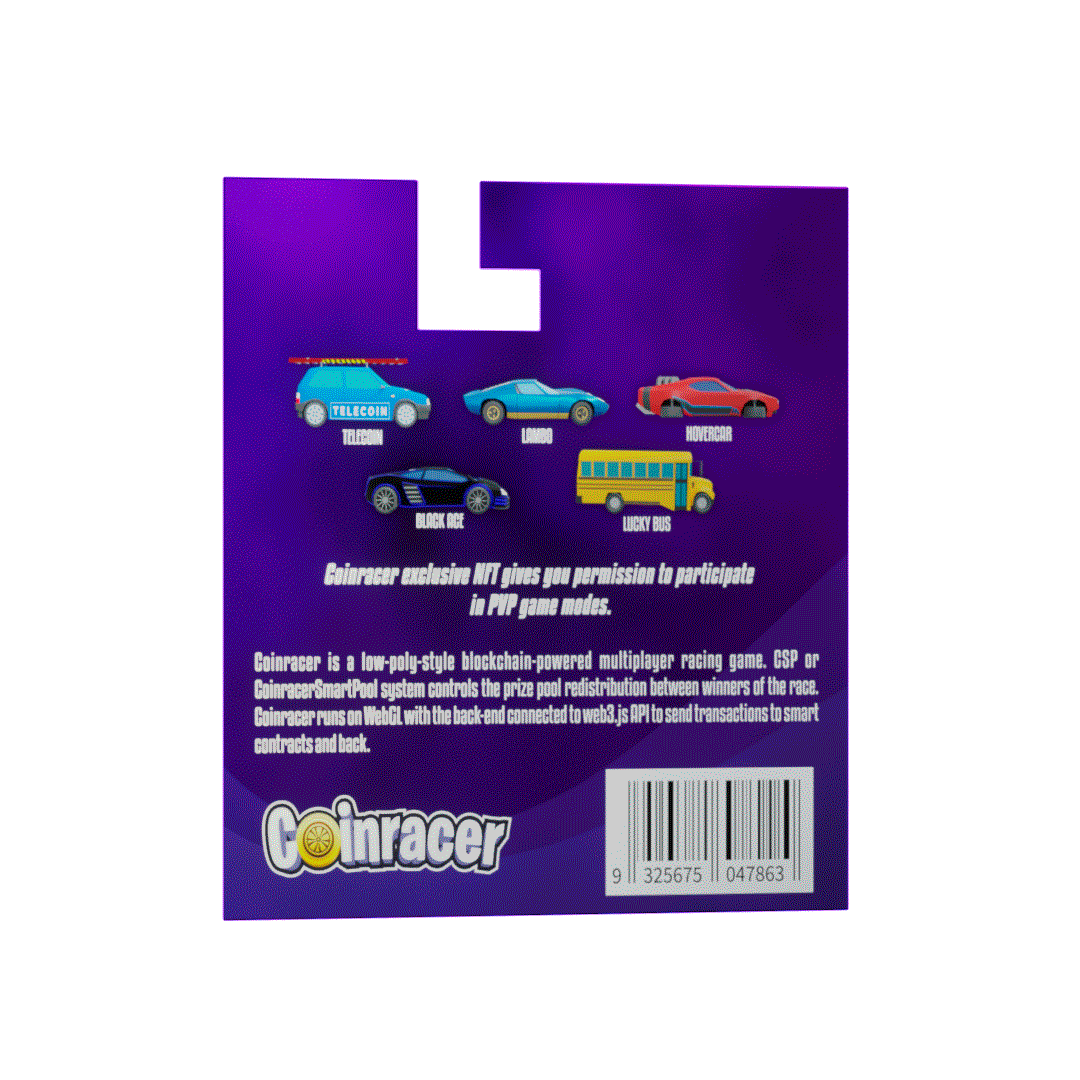 TELECOIN
TELECOIN
LAMBO
HOVERCAR
BLACK ACE
LUCKY BUS
Coinracer exclusive NFT gives you permission to participate
in PVP game modes.
Coinracer is a low-poly-style blockchain-powered multiplayer racing game. CSP or
CoinracerSmartPool system controls the prize pool redistribution between winners of the race.
Coinracer runs on WebGL with the back-end connected to web3.js API to send transactions to smart
contracts and back.
Coinracer
9 325675 047863